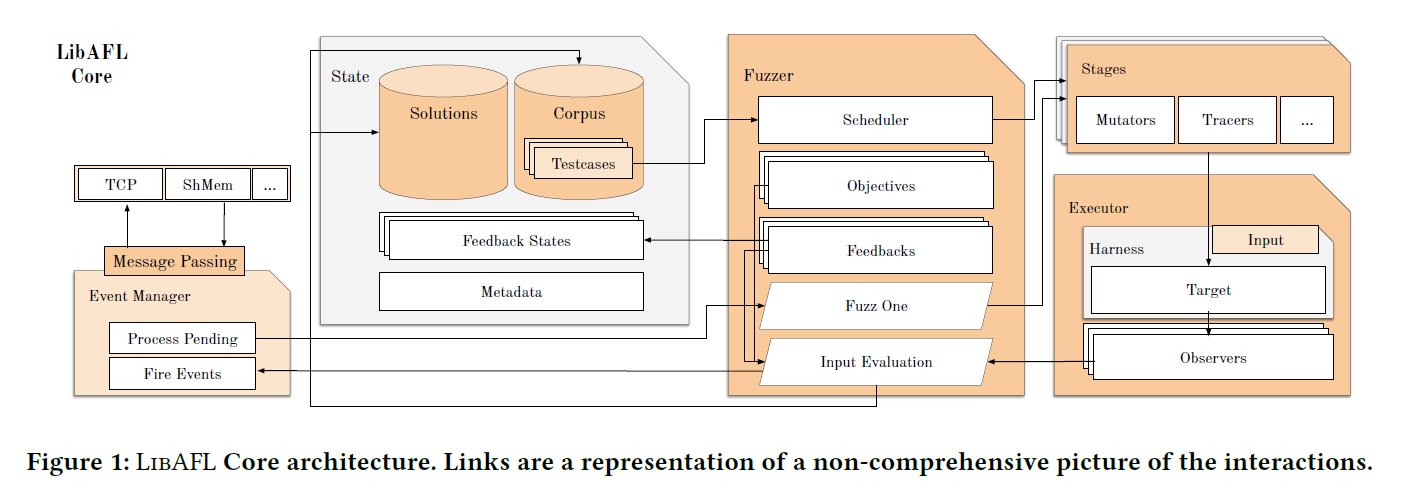 LibAFL
Core
State
Solutions
Corpus
Testcases
Feedback States
Metadata
TCP
ShMem
...
Message Passing
Event Manager
Process Pending
Fire Events
Fuzzer
Scheduler
Objectives
Feedbacks
Fuzz One
Input Evaluation
Stages
Mutators
Tracers
...
Executor
Input
Harness
Target
Observers
Figure 1: LibAFL Core architecture. Links are a representation of a non-comprehensive picture of the interactions.